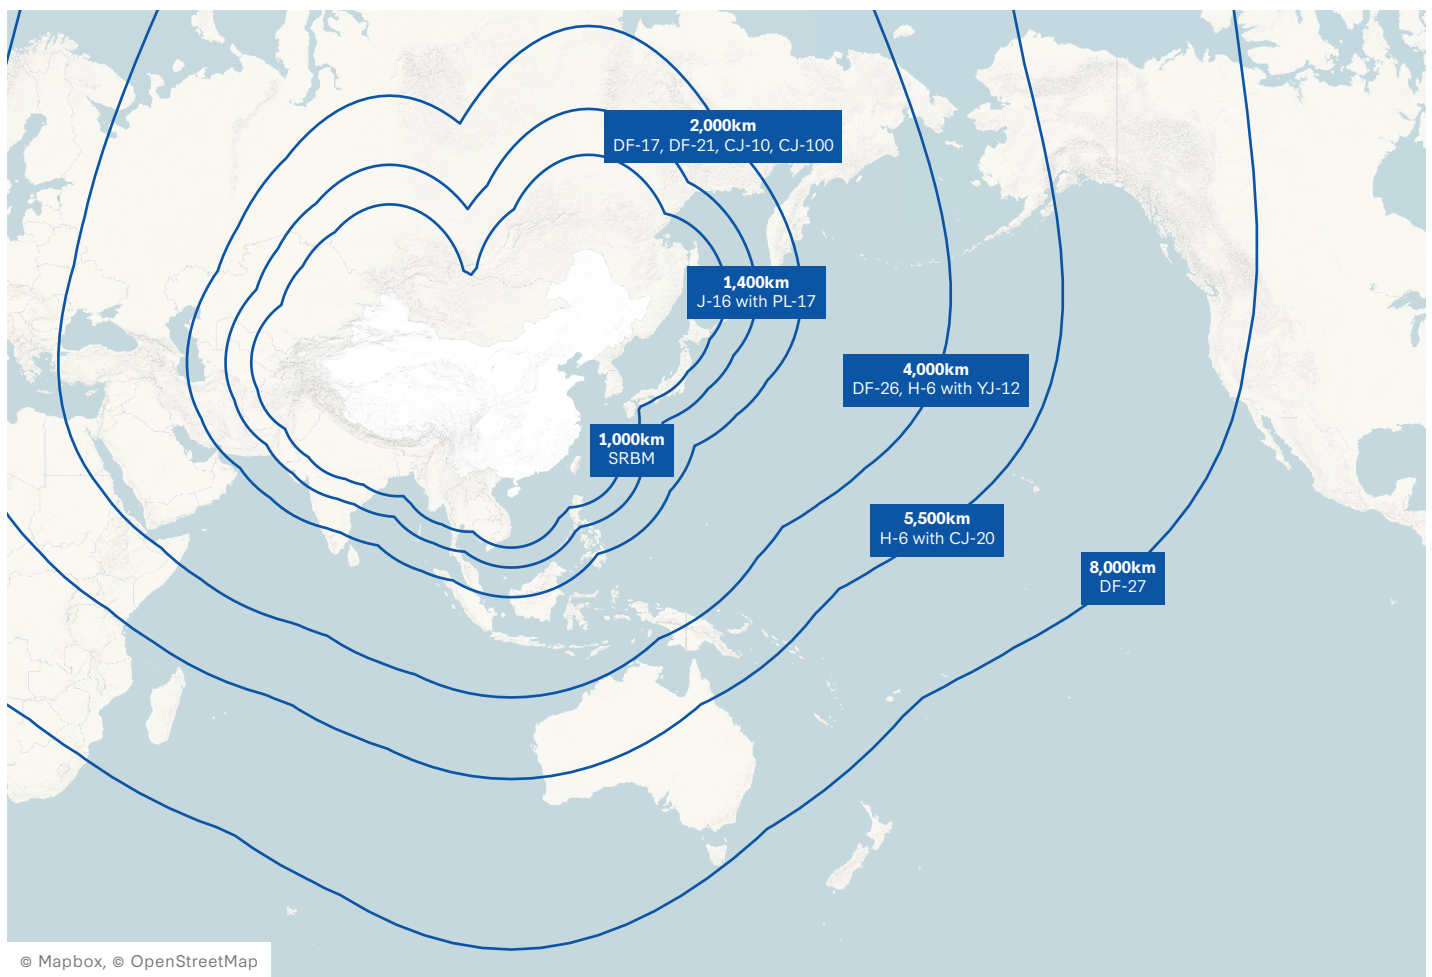 2,000km
DF-17, DF-21, CJ-10, CJ-100
1,400km
J-16 with PL-17
4,000km
DF-26, H-6 with YJ-12
1,000km
SRBM
5,500km
H-6 with CJ-20
8,000km
DF-27
© Mapbox, © OpenStreetMap